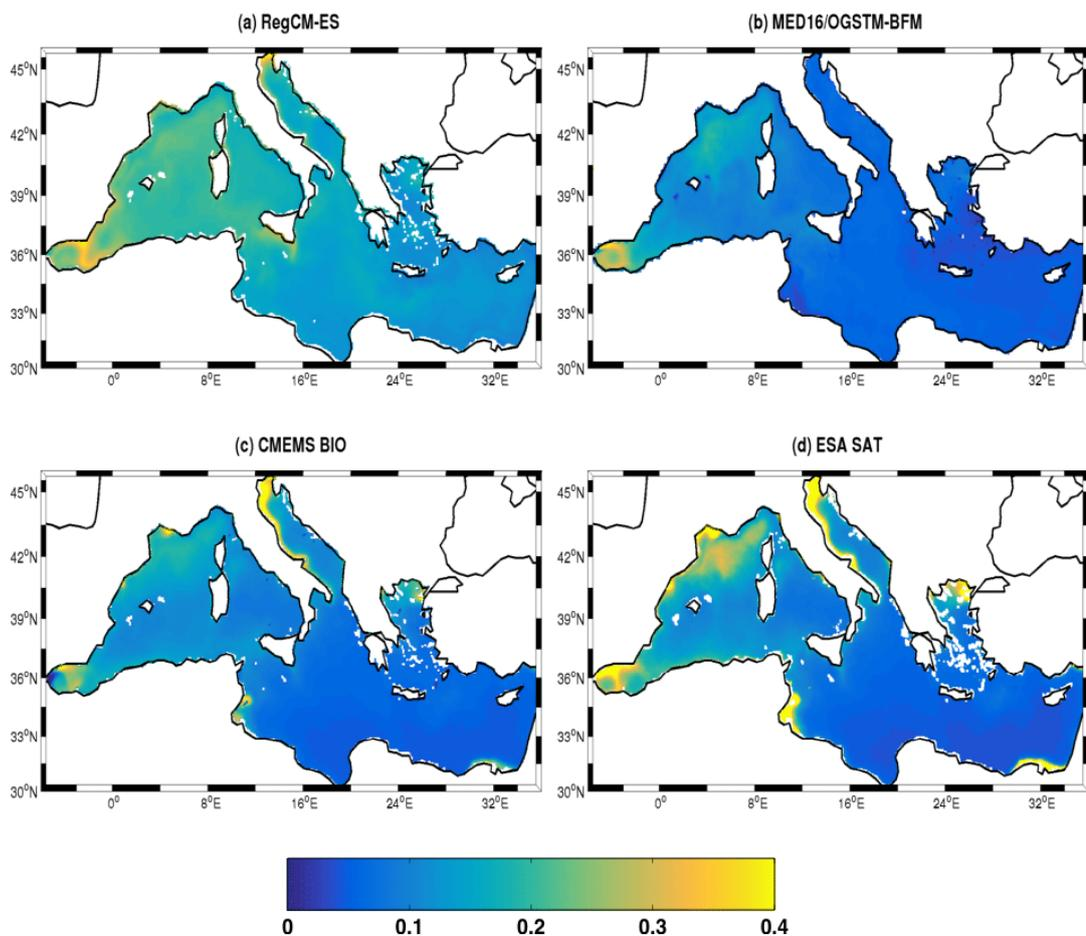 (a) RegCM-ES
(b) MED16/OGSTM-BFM
45°N
42°N
39°N
36°N
33°N
30°N
0°
8°E
16°E
24°E
32°E
45°N
42°N
39°N
36°N
33°N
30°N
0°
8°E
16°E
24°E
32°E
(c) CMEMS BIO
(d) ESA SAT
45°N
42°N
39°N
36°N
33°N
30°N
0°
8°E
16°E
24°E
32°E
45°N
42°N
39°N
36°N
33°N
30°N
0°
8°E
16°E
24°E
32°E
0 0.1 0.2 0.3 0.4